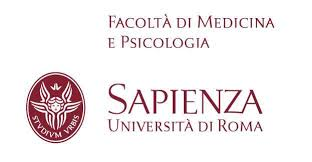 Facoltà di Medicina
e Psicologia
Sapienza
Università di Roma
STVDIVM VRBIS